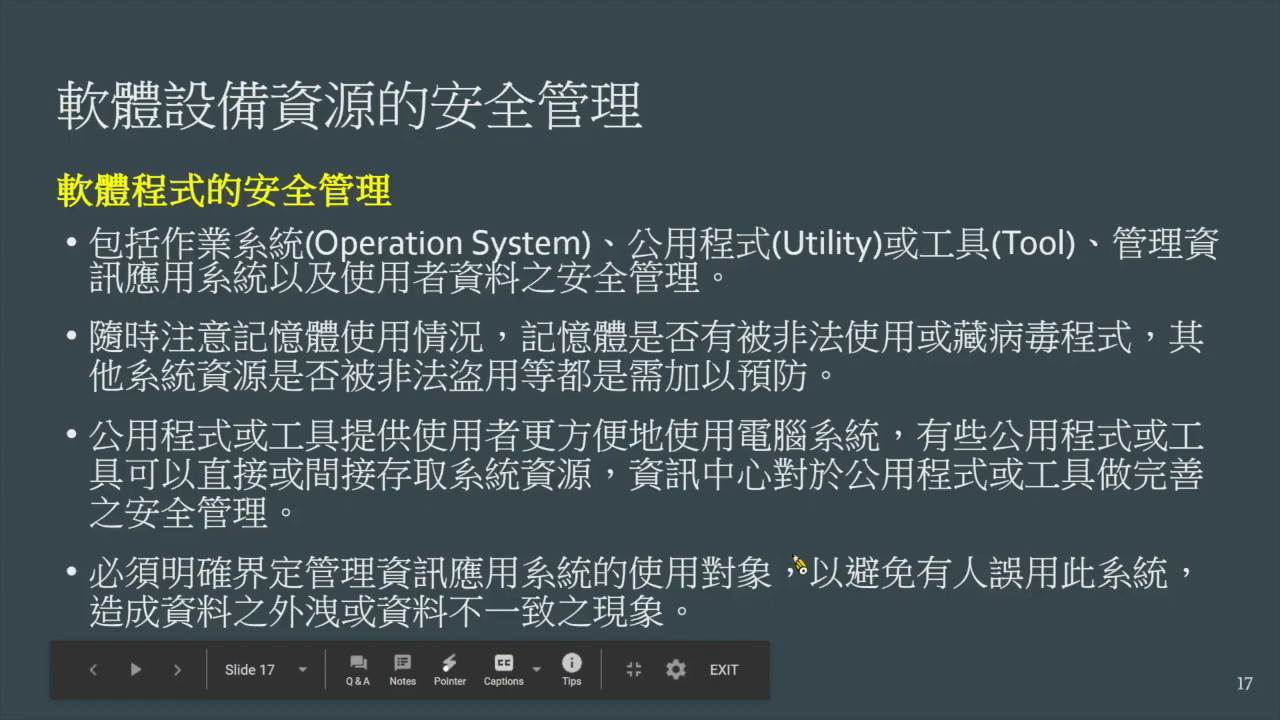 軟體設備資源的安全管理
軟體程式的安全管理
• 包括作業系統(Operation System)、公用程式(Utility)或工具(Tool)、管理資
訊應用系統以及使用者資料之安全管理。
• 隨時注意記憶體使用情況，記憶體是否有被非法使用或藏病毒程式，其
他系統資源是否被非法盜用等都是需加以預防。
• 公用程式或工具提供使用者更方便地使用電腦系統，有些公用程式或工
具可以直接或間接存取系統資源，資訊中心對於公用程式或工具做完善
之安全管理。
• 必須明確界定管理資訊應用系統的使用對象，以避免有人誤用此系統，
造成資料之外洩或資料不一致之現象。
Slide 17
Q & A
Notes
Pointer
CC
Captions
Tips
EXIT
17